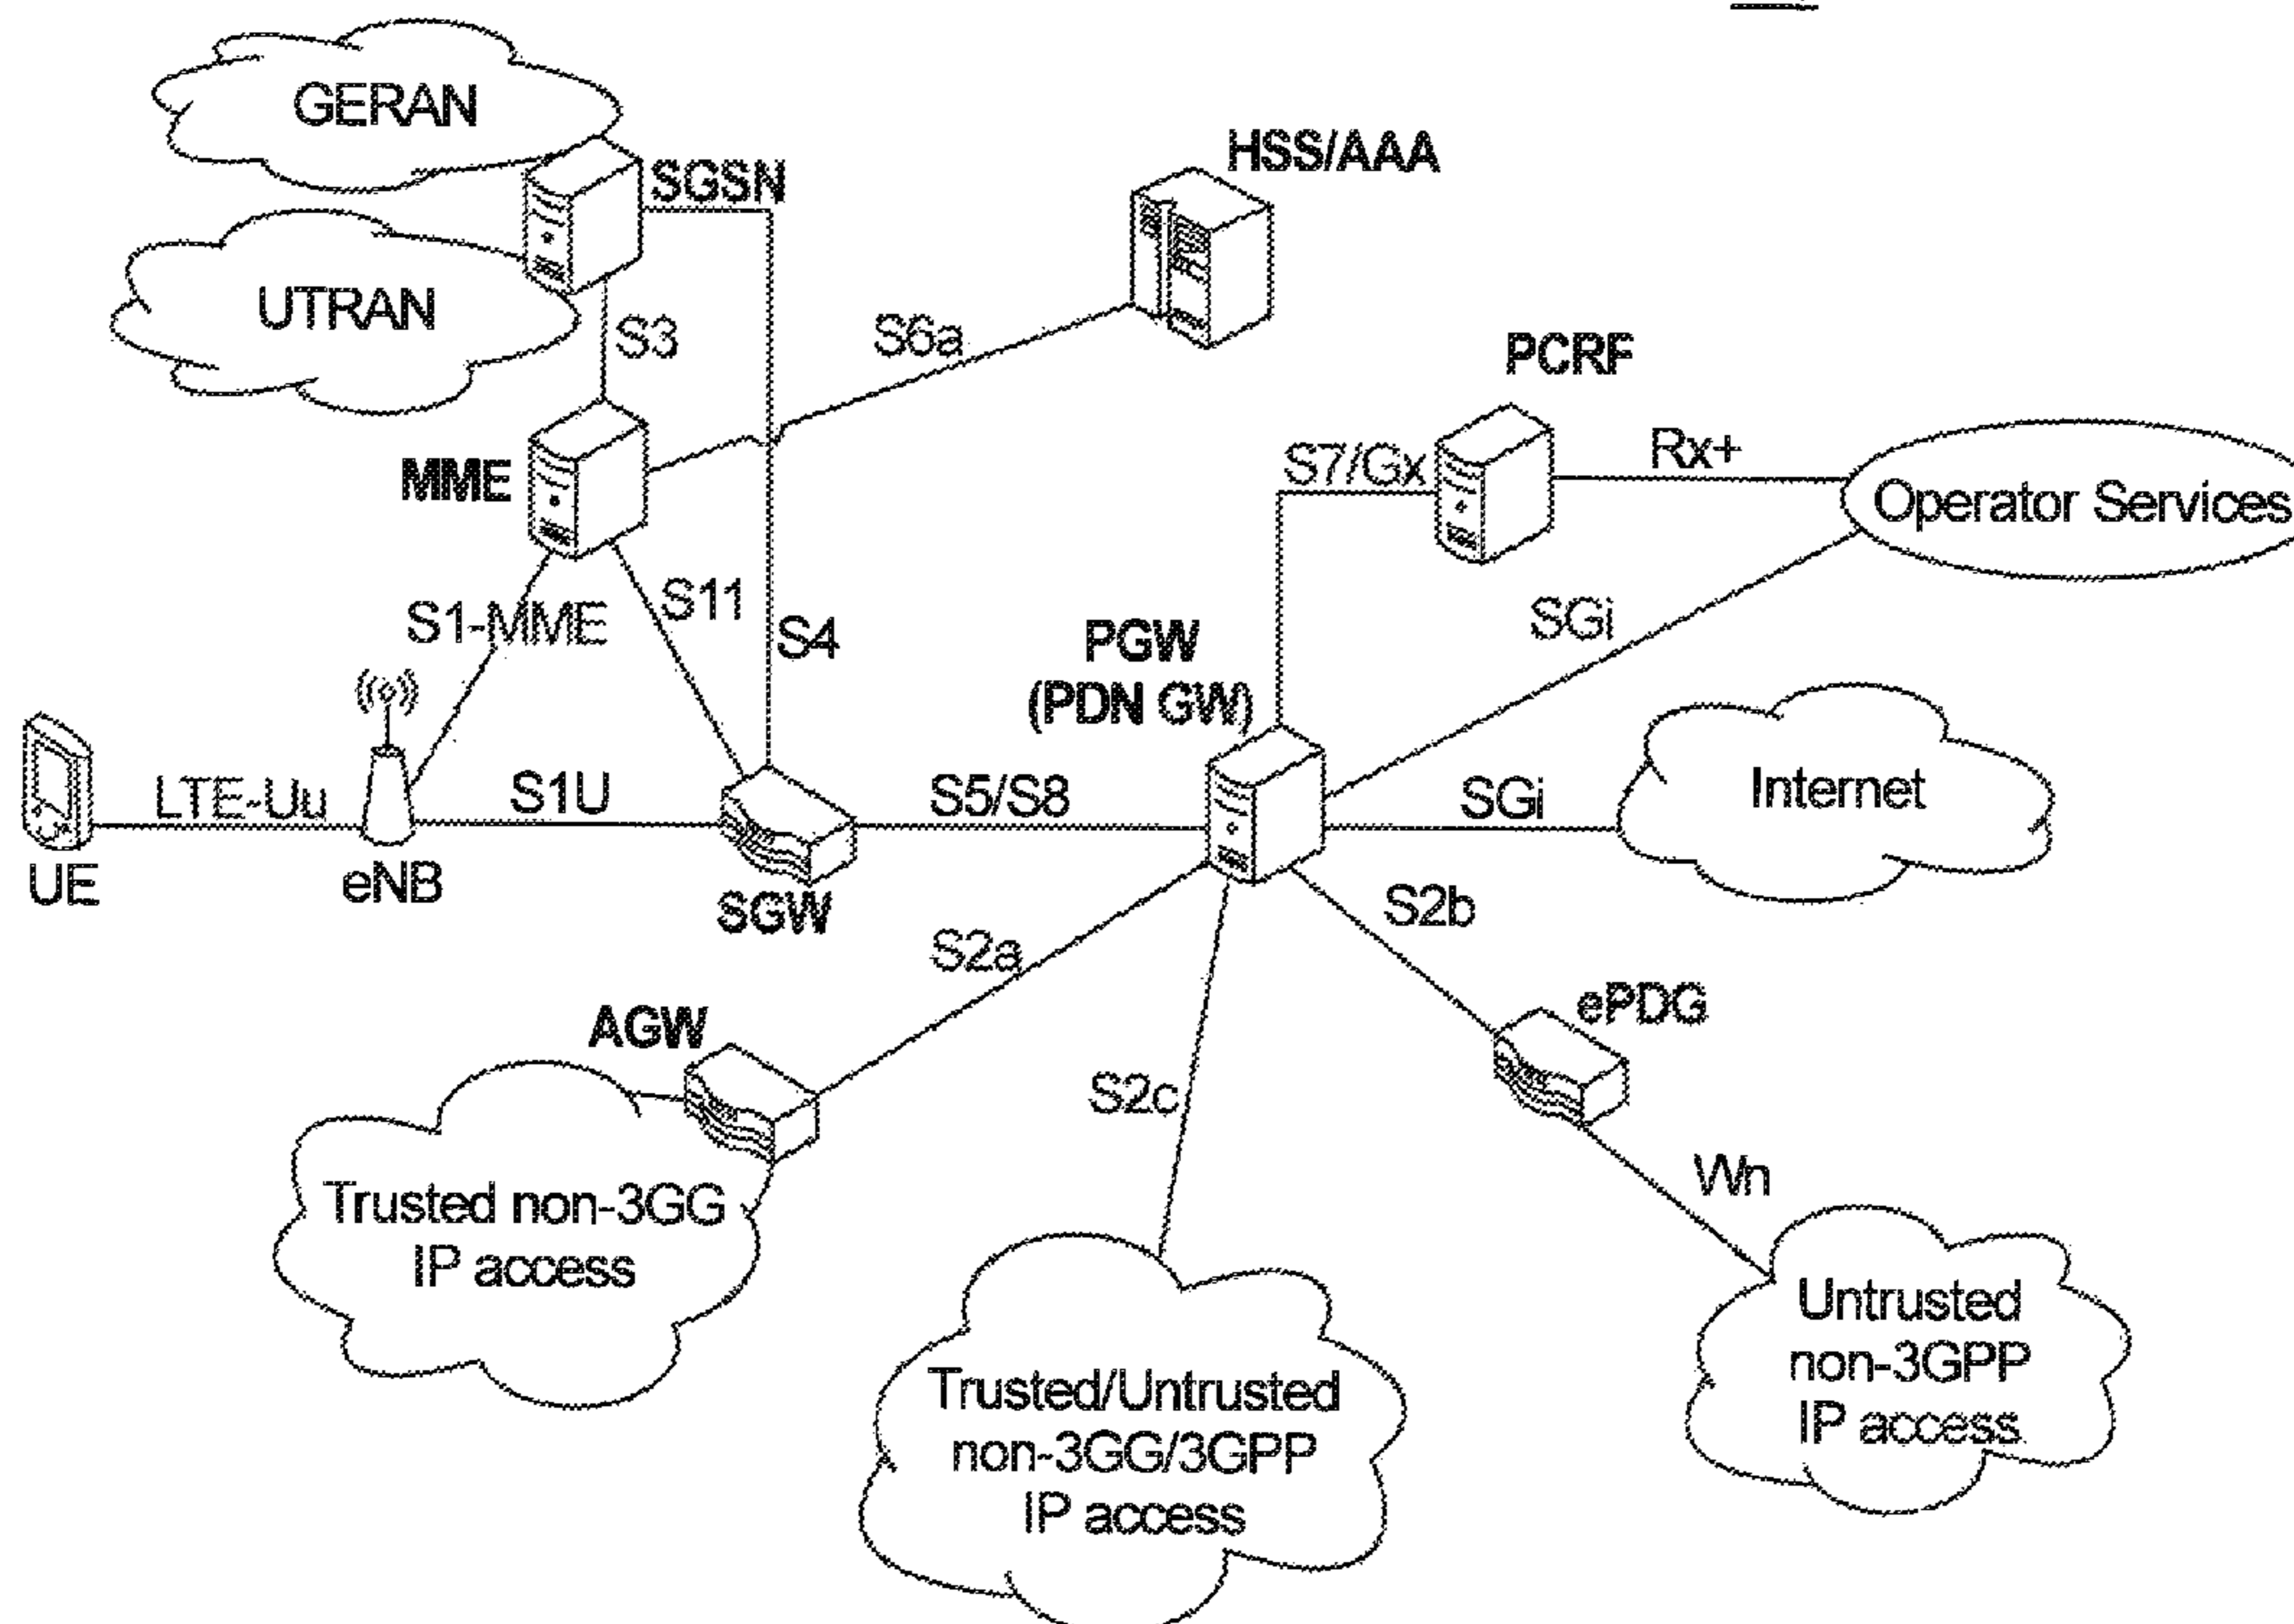 GERAN
SGSN
HSS/AAA
UTRAN
S3
S6a
PCRF
MME
S7/Gx
Rx+
Operator Services
S1-MME
S11
S4
SGi
PGW
(PDN GW)
LTE-Uu
S1U
S5/S8
SGi
Internet
UE
eNB
SGW
S2a
S2b
AGW
ePDG
S2c
Wn
Trusted non-3GG
IP access
Trusted/Untrusted
non-3GG/3GPP
IP access
Untrusted
non-3GPP
IP access